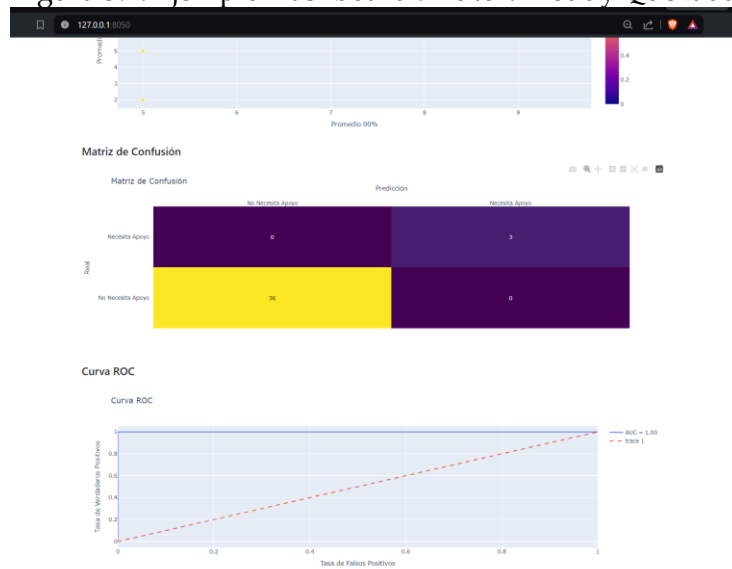 127.0.0.1:8050
Promedi
5
4
3
2
5
6
7
8
9
Promedio 90%
0.4
0.2
0
Matriz de Confusión
Matriz de Confusión
Predicción
No Necesita Apoyo
Necesita Apoyo
Necesita Apoyo
0
3
Real
No Necesita Apoyo
36
0
Curva ROC
Curva ROC
1
0.8
0.6
0.4
0.2
0
Tasa de Verdaderos Positivos
0
0.2
0.4
0.6
0.8
1
Tasa de Falsos Positivos
AUC = 1.00
trace 1